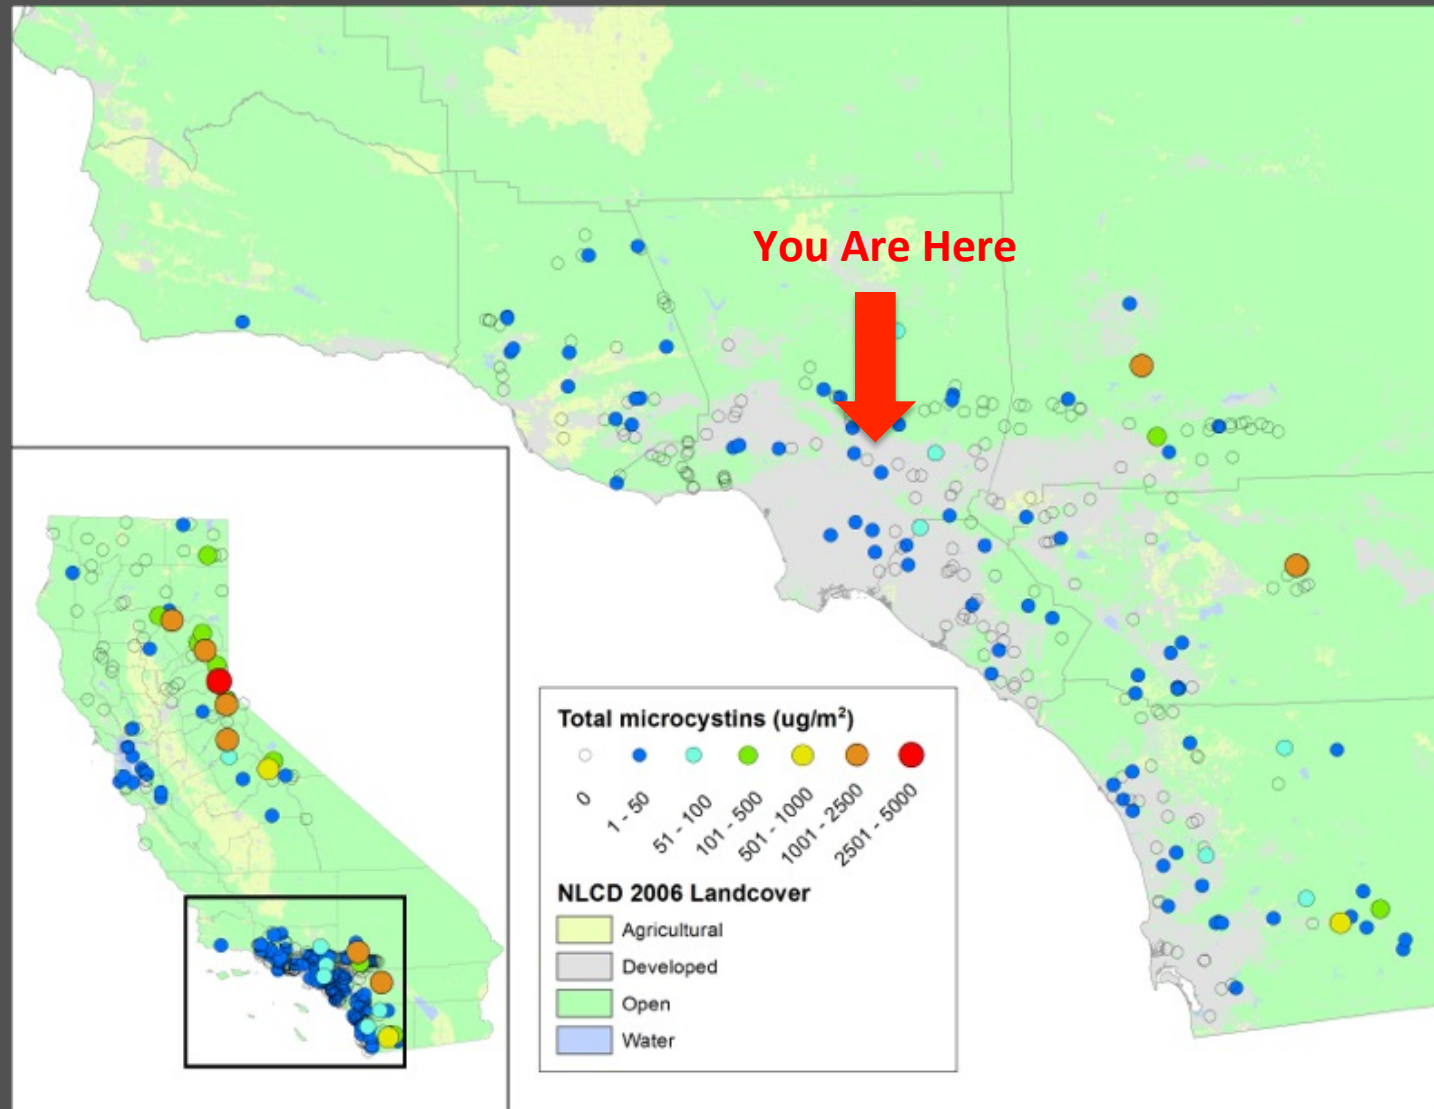 You Are Here
Total microcystins (ug/m²)
0
1 - 50
51 - 100
101 - 500
501 - 1000
1001 - 2500
2501 - 5000
NLCD 2006 Landcover
Agricultural
Developed
Open
Water